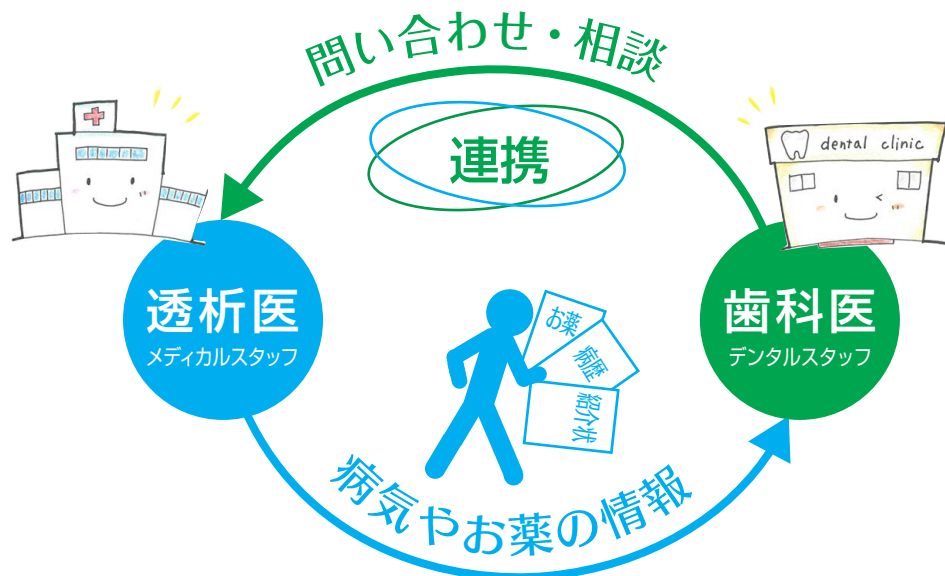 問い合わせ・相談
連携
dental clinic
透析医
メディカルスタッフ
歯科医
デンタルスタッフ
お薬
病歴
紹介状
病気やお薬の情報